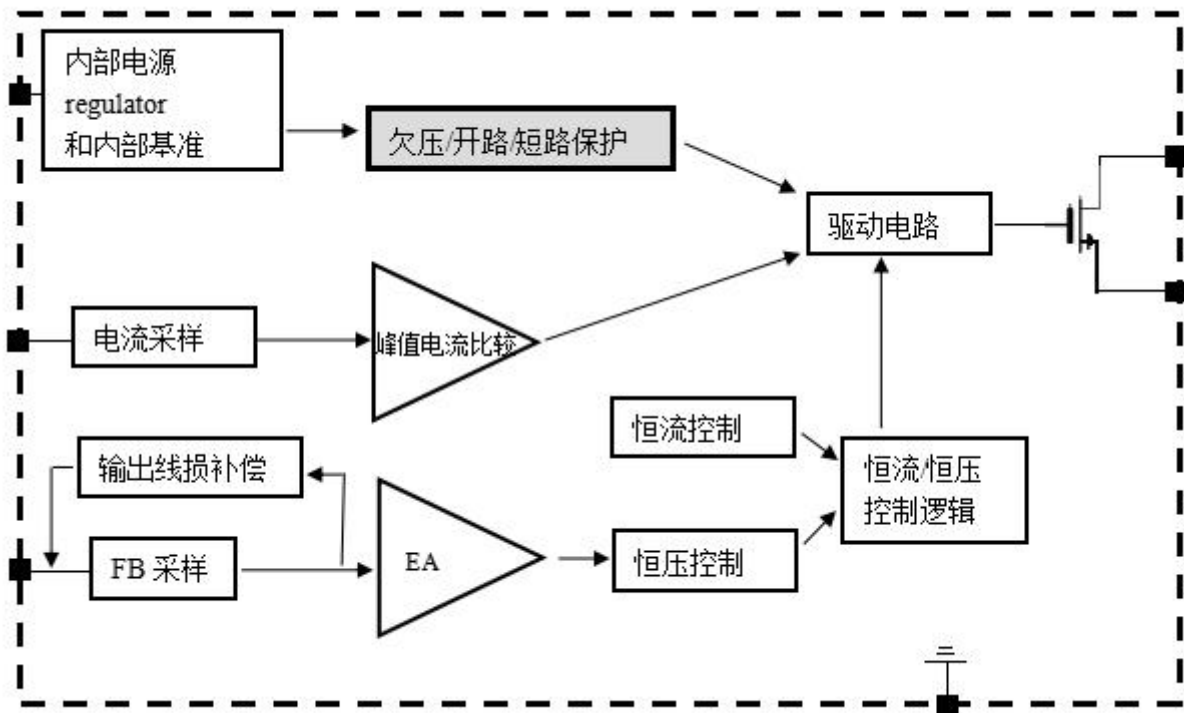 内部电源
regulator
和内部基准
欠压/开路/短路保护
驱动电路
电流采样
峰值电流比较
恒流控制
输出线损补偿
恒流/恒压
控制逻辑
FB 采样
EA
恒压控制